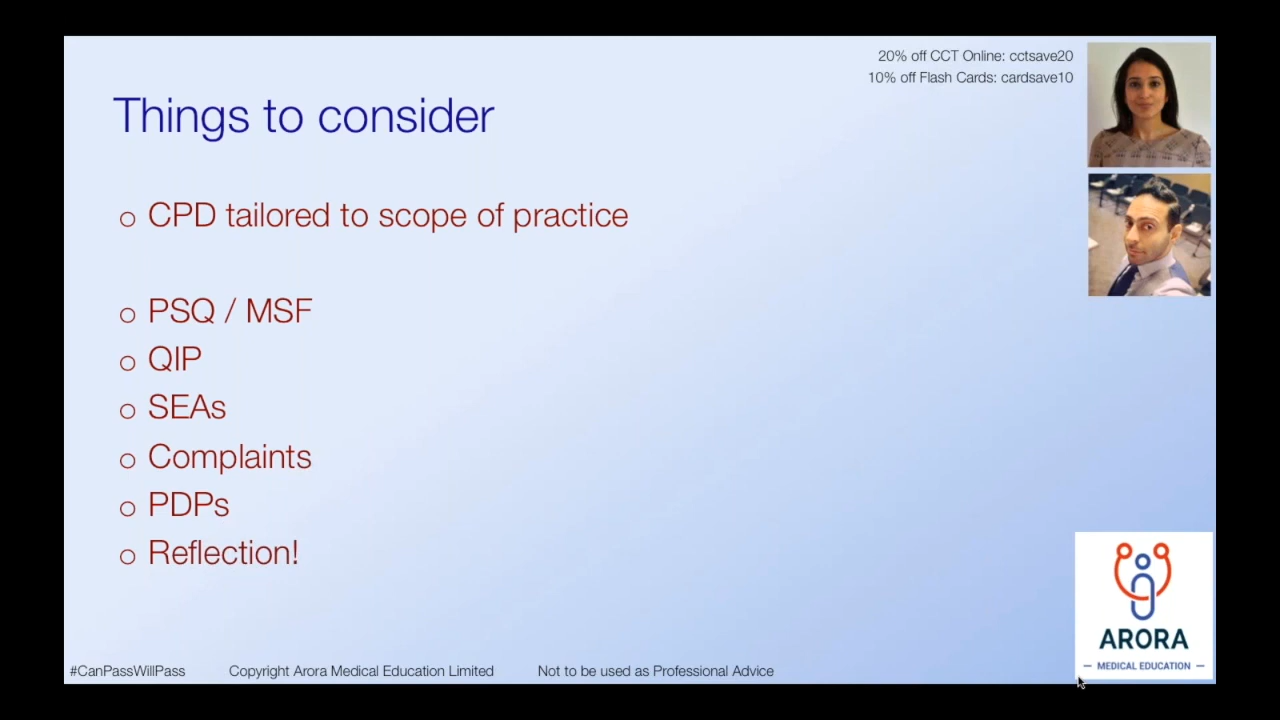 20% off CCT Online: cctsave20
10% off Flash Cards: cardsave10
Things to consider
o CPD tailored to scope of practice
o PSQ / MSF
o QIP
o SEAs
o Complaints
o PDPs
o Reflection!
ARORA
— MEDICAL EDUCATION —
#CanPassWillPass Copyright Arora Medical Education Limited Not to be used as Professional Advice